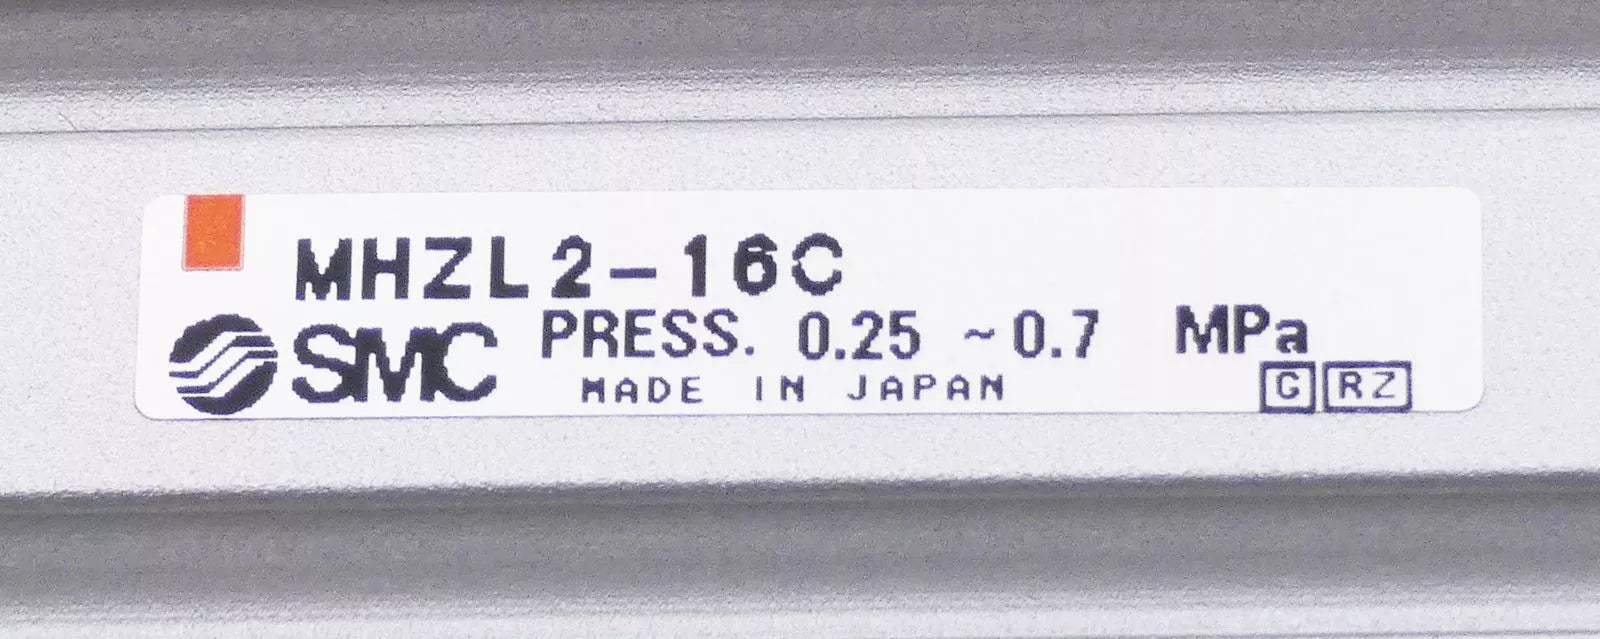 MHZL2-16C
SMC PRESS. 0.25 ~0.7 MPa
MADE IN JAPAN G RZ